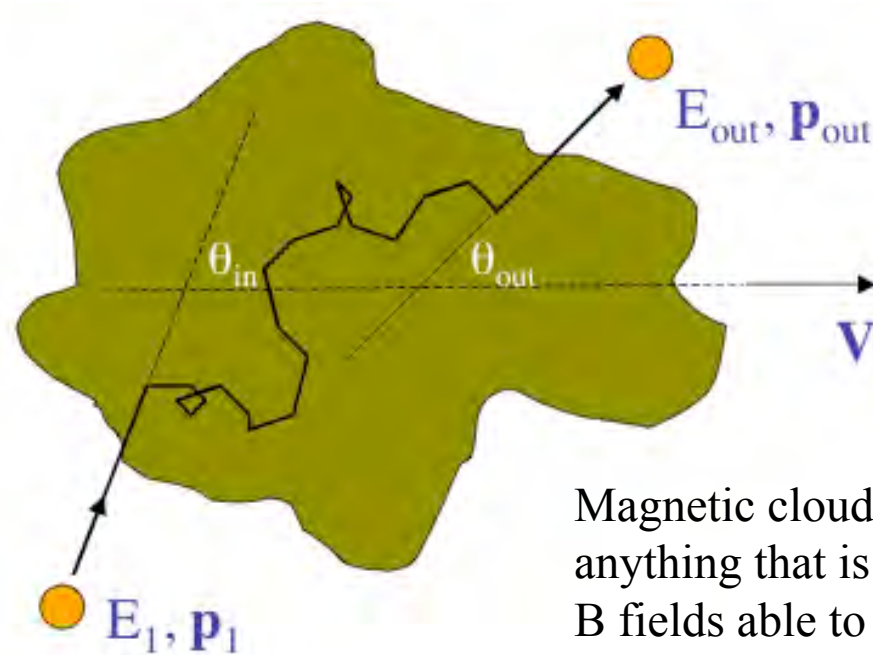 E_out, p_out
θ_in
θ_out
V
Magnetic cloud
anything that is
B fields able to
E_1, p_1